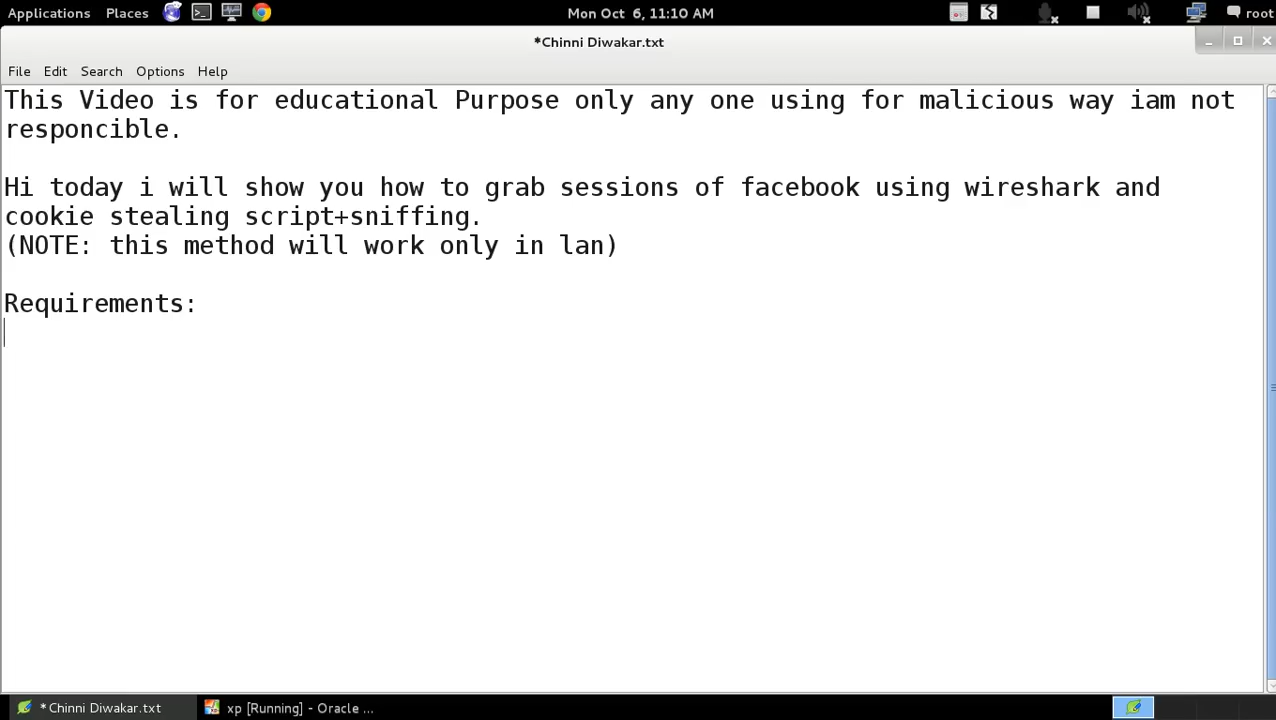 Applications Places Mon Oct 6, 11:10 AM root
*Chinni Diwakar.txt
File Edit Search Options Help
This Video is for educational Purpose only any one using for malicious way iam not
responcible.
Hi today i will show you how to grab sessions of facebook using wireshark and
cookie stealing script+sniffing.
(NOTE: this method will work only in lan)
Requirements:
*Chinni Diwakar.txt xp [Running] - Oracle ...